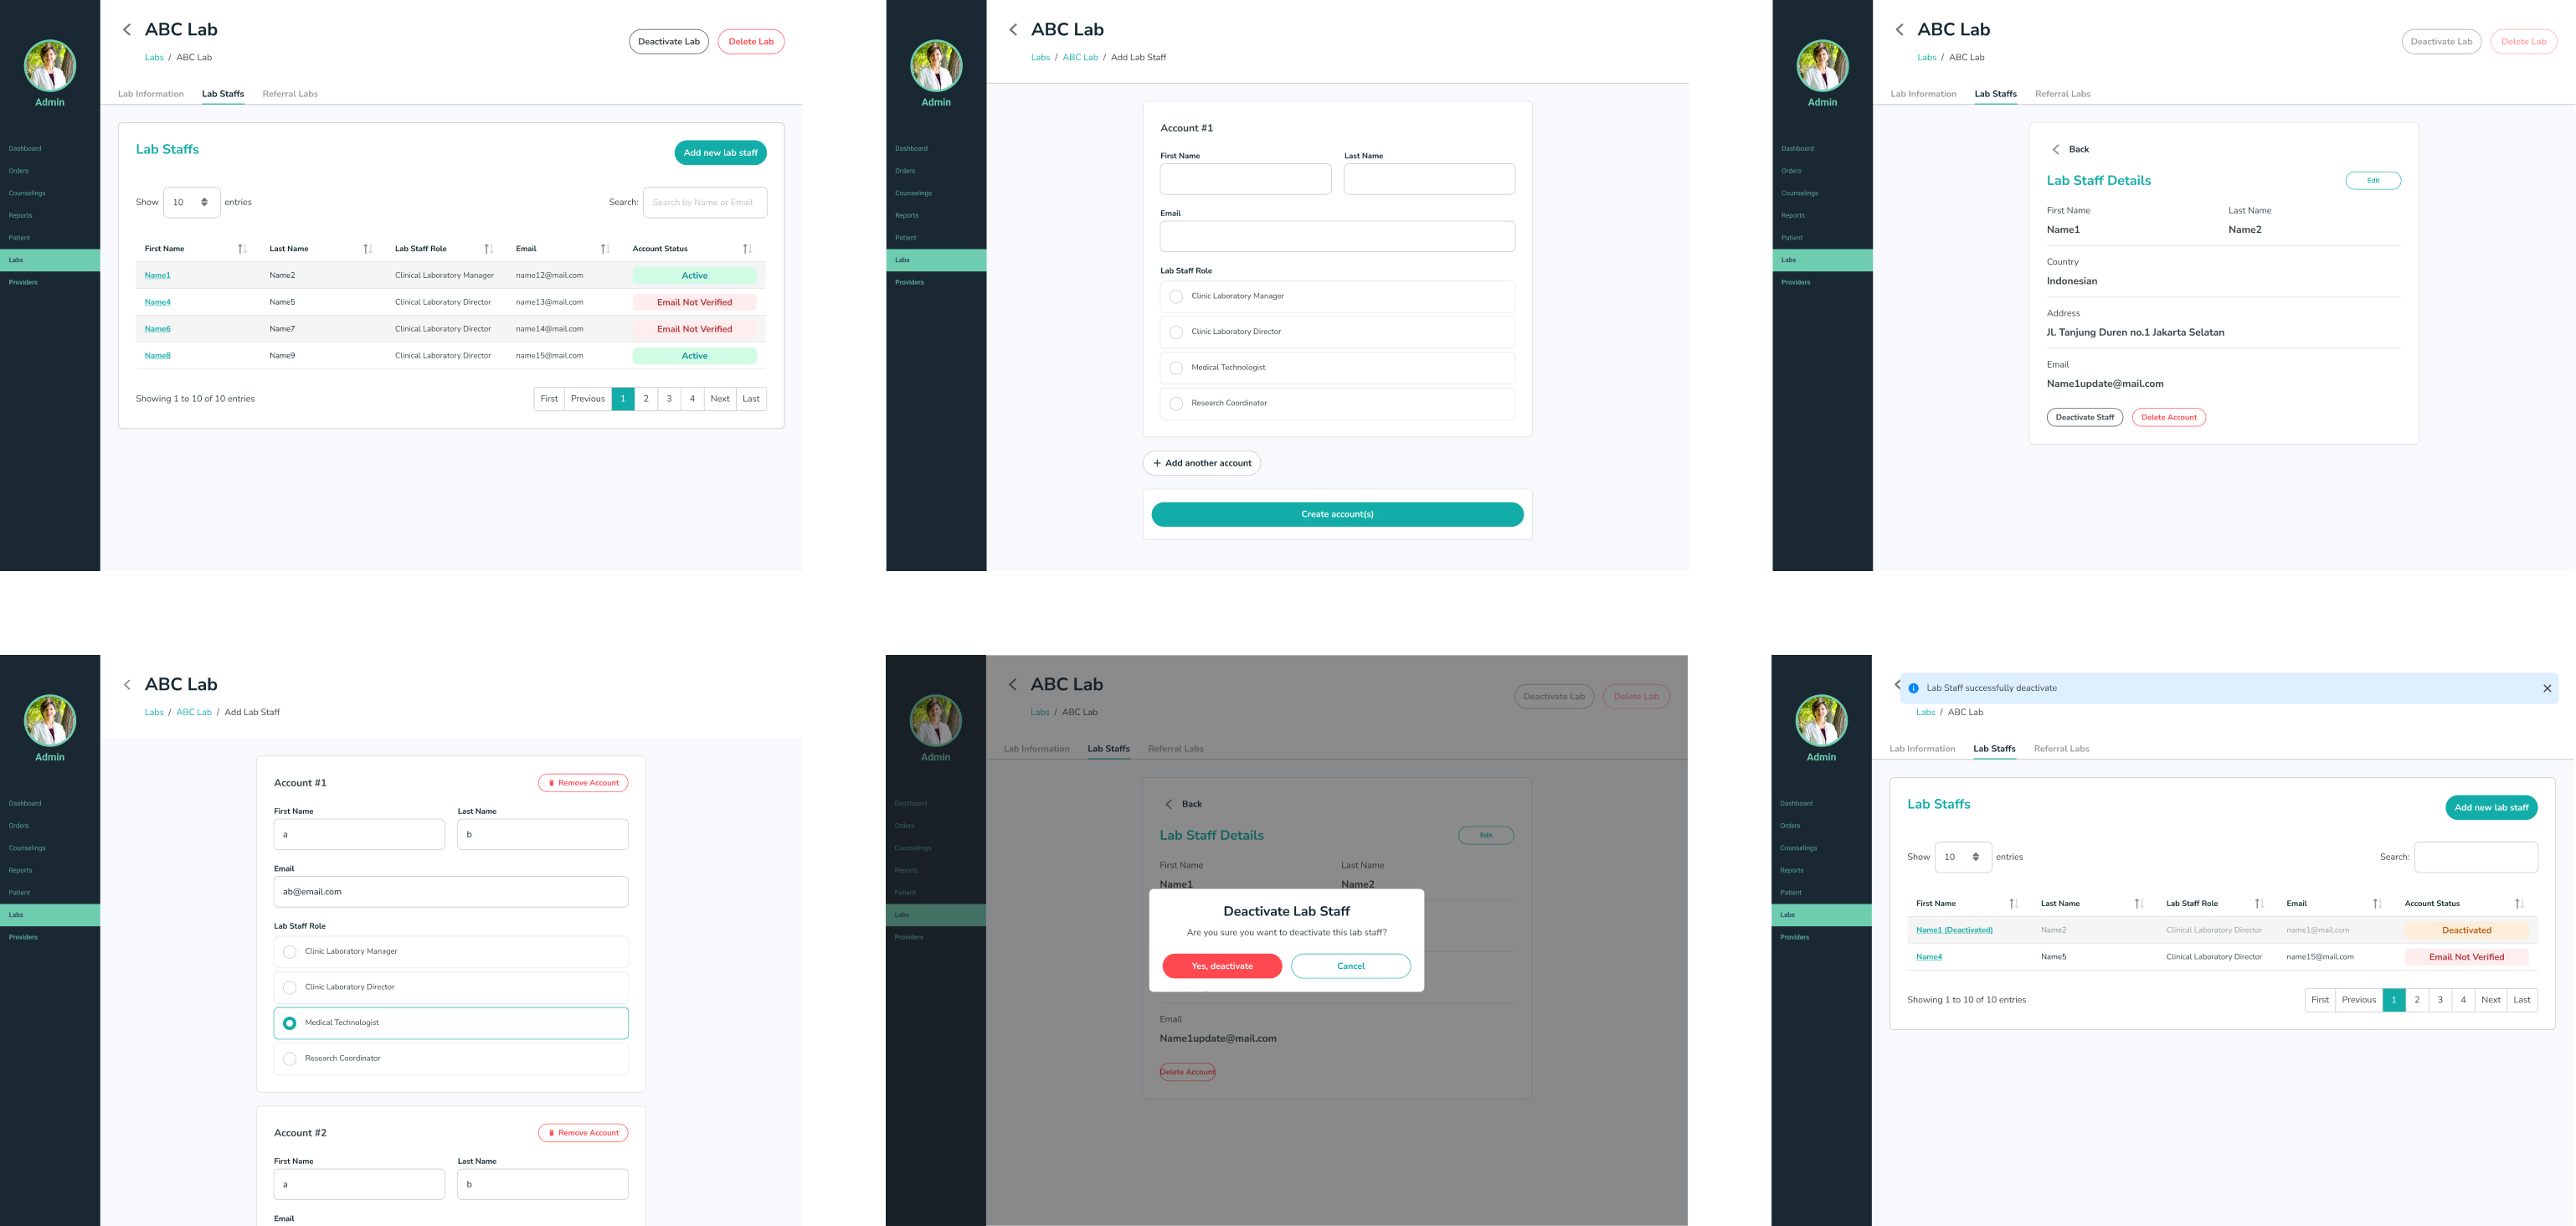 ABC Lab
Deactivate Lab Delete Lab
Labs / ABC Lab
Admin
Lab Information Lab Staffs Referral Labs
Dashboard
Orders
Counselings
Reports
Patient
Labs
Providers
Lab Staffs
Add new lab staff
Show 10 entries
Search: Search by Name or Email
First Name Last Name Lab Staff Role Email Account Status
Name1 Name2 Clinical Laboratory Manager name12@mail.com Active
Name4 Name5 Clinical Laboratory Director name13@mail.com Email Not Verified
Name6 Name7 Clinical Laboratory Director name14@mail.com Email Not Verified
Name8 Name9 Clinical Laboratory Director name15@mail.com Active
Showing 1 to 10 of 10 entries
First Previous 1 2 3 4 Next Last
ABC Lab
Labs / ABC Lab / Add Lab Staff
Admin
Dashboard
Orders
Counselings
Reports
Patient
Labs
Providers
Account #1
First Name Last Name
Email
Lab Staff Role
Clinic Laboratory Manager
Clinic Laboratory Director
Medical Technologist
Research Coordinator
+ Add another account
Create account(s)
ABC Lab
Deactivate Lab Delete Lab
Labs / ABC Lab
Admin
Lab Information Lab Staffs Referral Labs
Dashboard
Orders
Counselings
Reports
Patient
Labs
Providers
Back
Lab Staff Details
Edit
First Name Last Name
Name1 Name2
Country
Indonesian
Address
Jl. Tanjung Duren no.1 Jakarta Selatan
Email
Name1update@mail.com
Deactivate Staff Delete Account
ABC Lab
Labs / ABC Lab / Add Lab Staff
Admin
Dashboard
Orders
Counselings
Reports
Patient
Labs
Providers
Account #1
Remove Account
First Name Last Name
a b
Email
ab@email.com
Lab Staff Role
Clinic Laboratory Manager
Clinic Laboratory Director
Medical Technologist
Research Coordinator
Account #2
Remove Account
First Name Last Name
a b
Email
ABC Lab
Deactivate Lab Delete Lab
Labs / ABC Lab
Admin
Lab Information Lab Staffs Referral Labs
Dashboard
Orders
Counselings
Reports
Patient
Labs
Providers
Back
Lab Staff Details
Edit
First Name Last Name
Name1 Name2
Deactivate Lab Staff
Are you sure you want to deactivate this lab staff?
Yes, deactivate Cancel
Email
Name1update@mail.com
Delete Account
Lab Staff successfully deactivate
Labs / ABC Lab
Admin
Lab Information Lab Staffs Referral Labs
Dashboard
Orders
Counselings
Reports
Patient
Labs
Providers
Lab Staffs
Add new lab staff
Show 10 entries
Search:
First Name Last Name Lab Staff Role Email Account Status
Name1 (Deactivated) Name2 Clinical Laboratory Director name1@mail.com Deactivated
Name4 Name5 Clinical Laboratory Director name15@mail.com Email Not Verified
Showing 1 to 10 of 10 entries
First Previous 1 2 3 4 Next Last